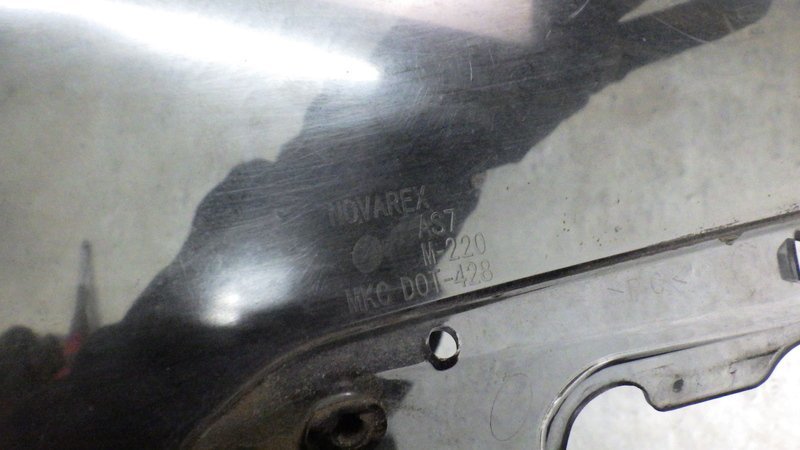 NOVAREX
AS7
M-220
MKC DOT-428